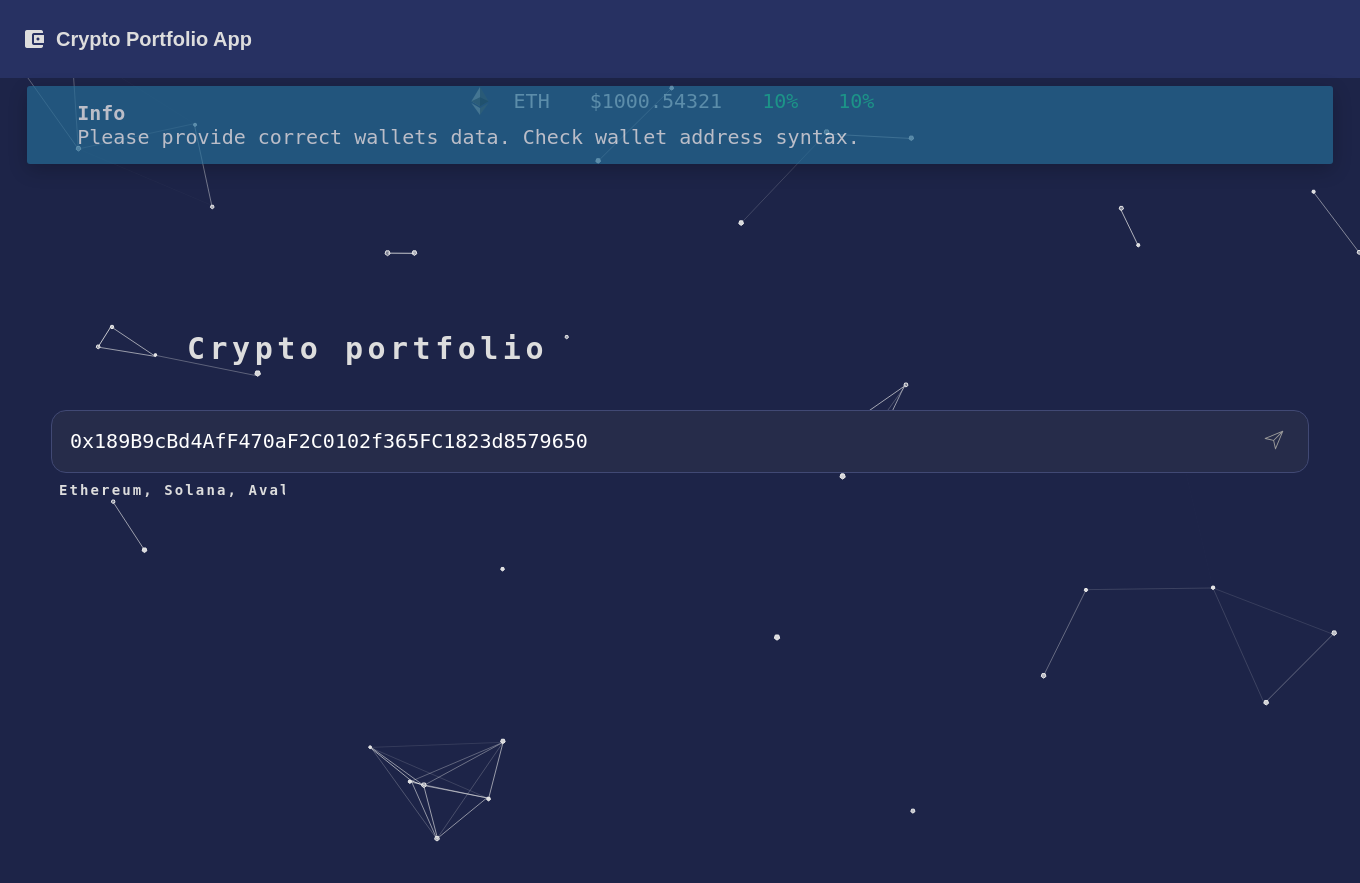 Crypto Portfolio App
ETH $1000.54321 10% 10%
Info
Please provide correct wallets data. Check wallet address syntax.
Crypto portfolio
0x189B9cBd4AfF470aF2C0102f365FC1823d8579650
Ethereum, Solana, Aval